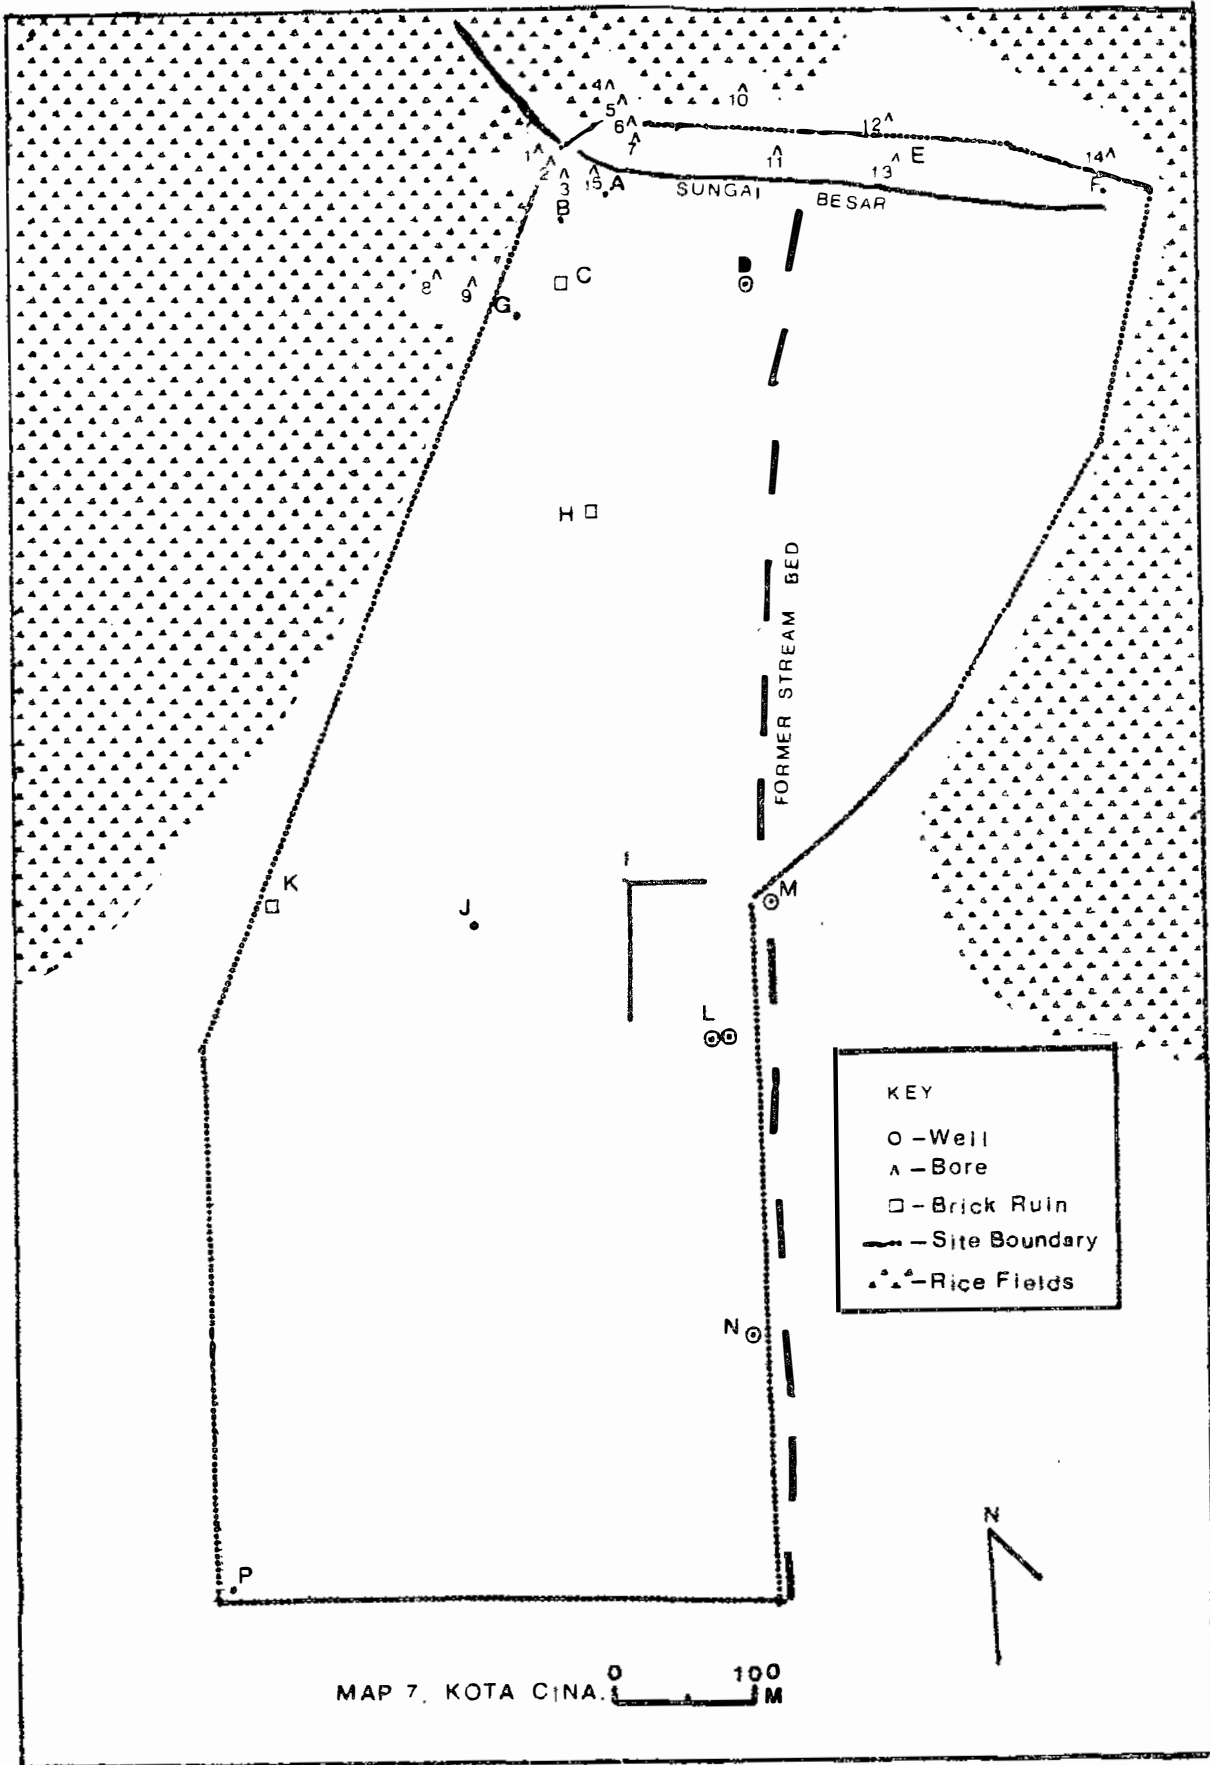 4
5
10
6
12
7
1
11
E
14
2
13
3
15
A
F
SUNGAI BESAR
B
D
C
8
9
G
H
FORMER STREAM BED
I
K
M
J
L
KEY
O – Well
∧ – Bore
□ – Brick Ruin
– Site Boundary
– Rice Fields
N
N
P
0 100
MAP 7. KOTA CINA. M